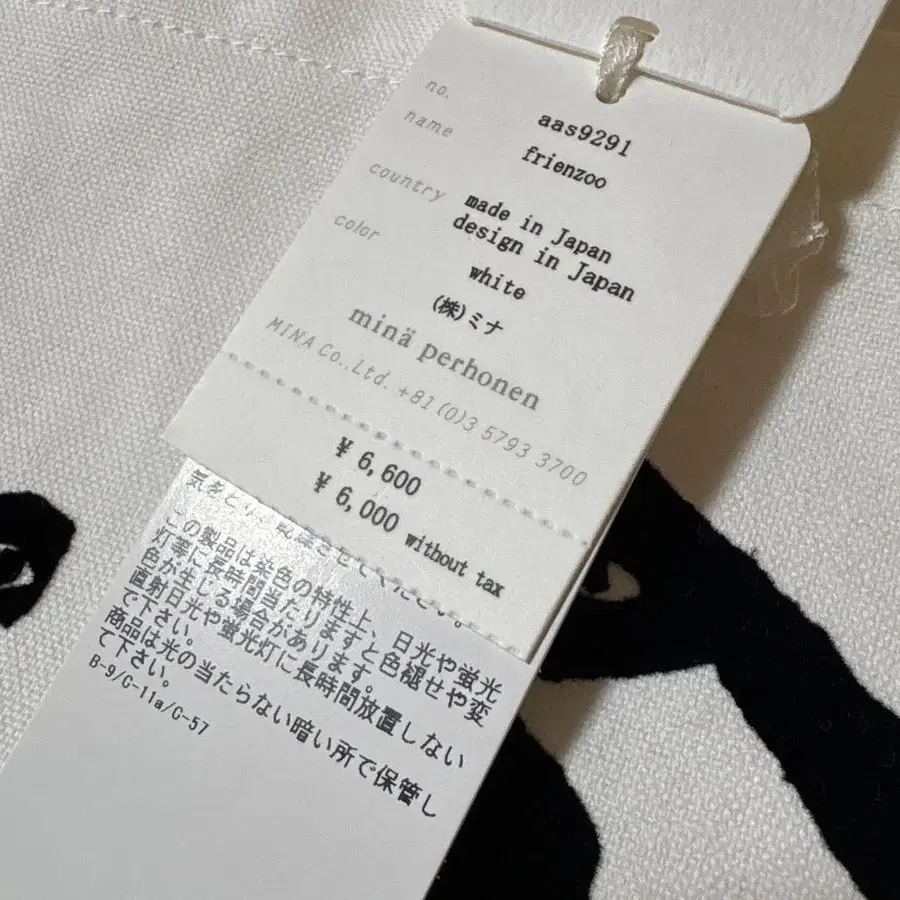 no. aas9291
name frienzoo
country made in Japan
design in Japan
color white
(株)ミナ
minä perhonen
MINA Co.,Ltd. +81 (0)3 5793 3700
¥ 6,600
¥ 6,000 without tax
この製品は染色の特性上、日光や蛍光
灯等に長時間当たりますと色褪せや変
色が生じる場合があります。
直射日光や蛍光灯に長時間放置しない
で下さい。
商品は光の当たらない暗い所で保管し
て下さい。
B-9/C-11a/C-57